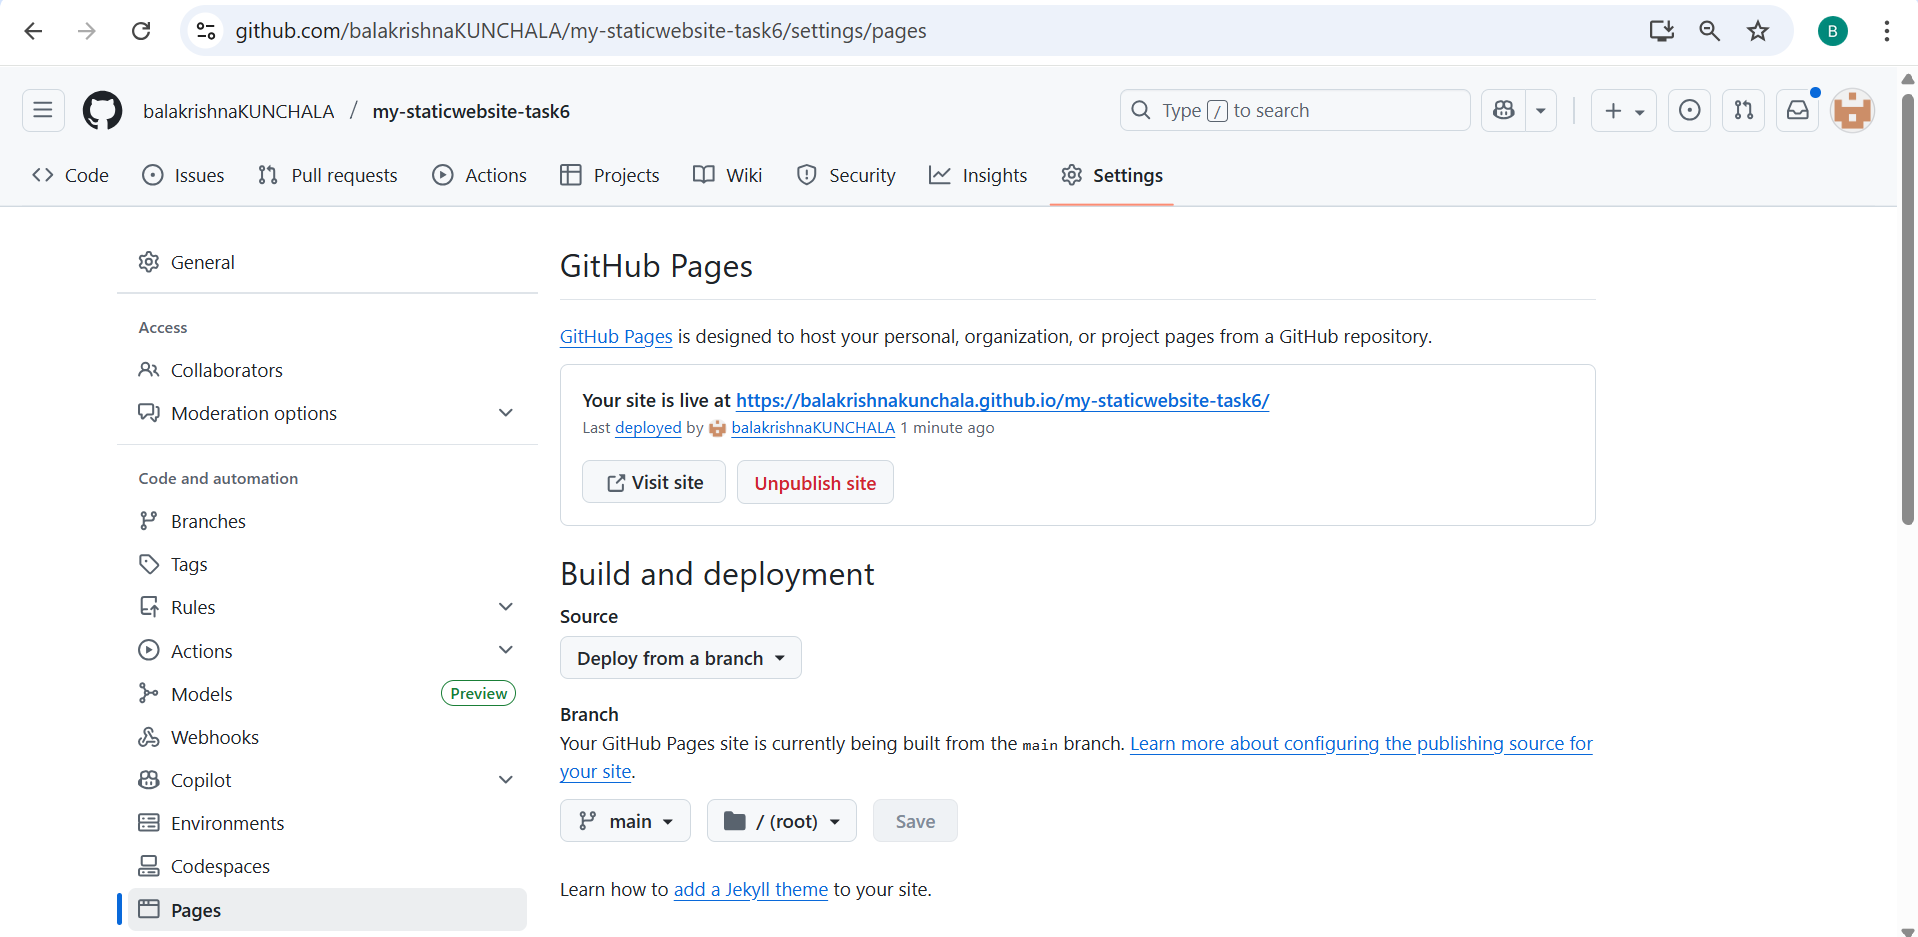 github.com/balakrishnaKUNCHALA/my-staticwebsite-task6/settings/pages
B
balakrishnaKUNCHALA / my-staticwebsite-task6
Type / to search
Code Issues Pull requests Actions Projects Wiki Security Insights Settings
General
Access
Collaborators
Moderation options
Code and automation
Branches
Tags
Rules
Actions
Models Preview
Webhooks
Copilot
Environments
Codespaces
Pages
GitHub Pages
GitHub Pages is designed to host your personal, organization, or project pages from a GitHub repository.
Your site is live at https://balakrishnakunchala.github.io/my-staticwebsite-task6/
Last deployed by balakrishnaKUNCHALA 1 minute ago
Visit site Unpublish site
Build and deployment
Source
Deploy from a branch
Branch
Your GitHub Pages site is currently being built from the main branch. Learn more about configuring the publishing source for
your site.
main / (root) Save
Learn how to add a Jekyll theme to your site.